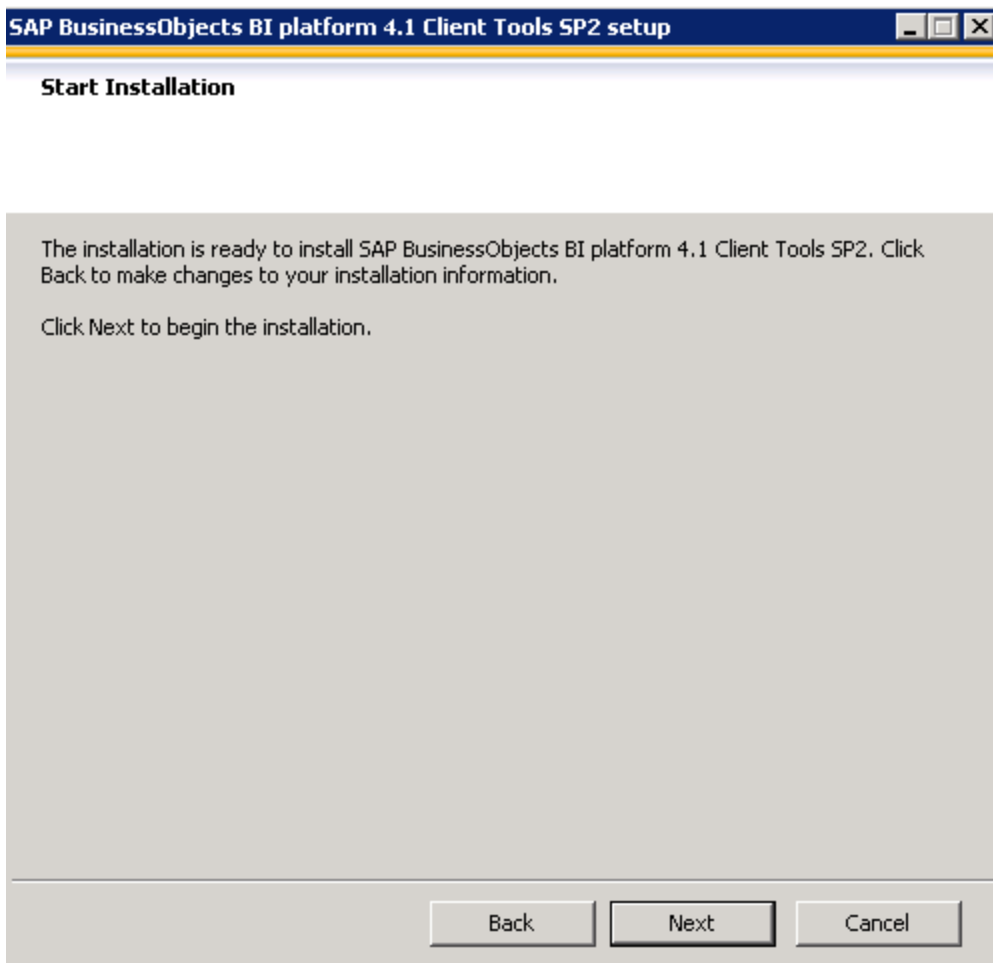 SAP BusinessObjects BI platform 4.1 Client Tools SP2 setup
Start Installation
The installation is ready to install SAP BusinessObjects BI platform 4.1 Client Tools SP2. Click
Back to make changes to your installation information.
Click Next to begin the installation.
Back Next Cancel